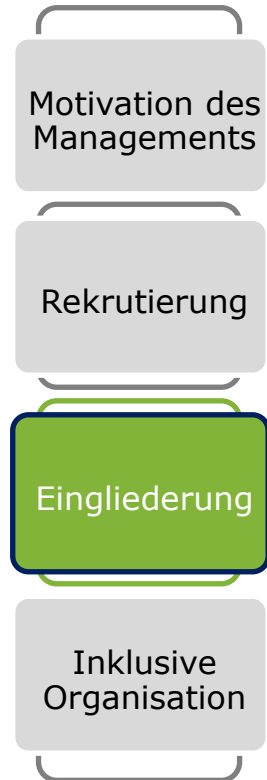 Motivation des
Managements
Rekrutierung
Eingliederung
Inklusive
Organisation